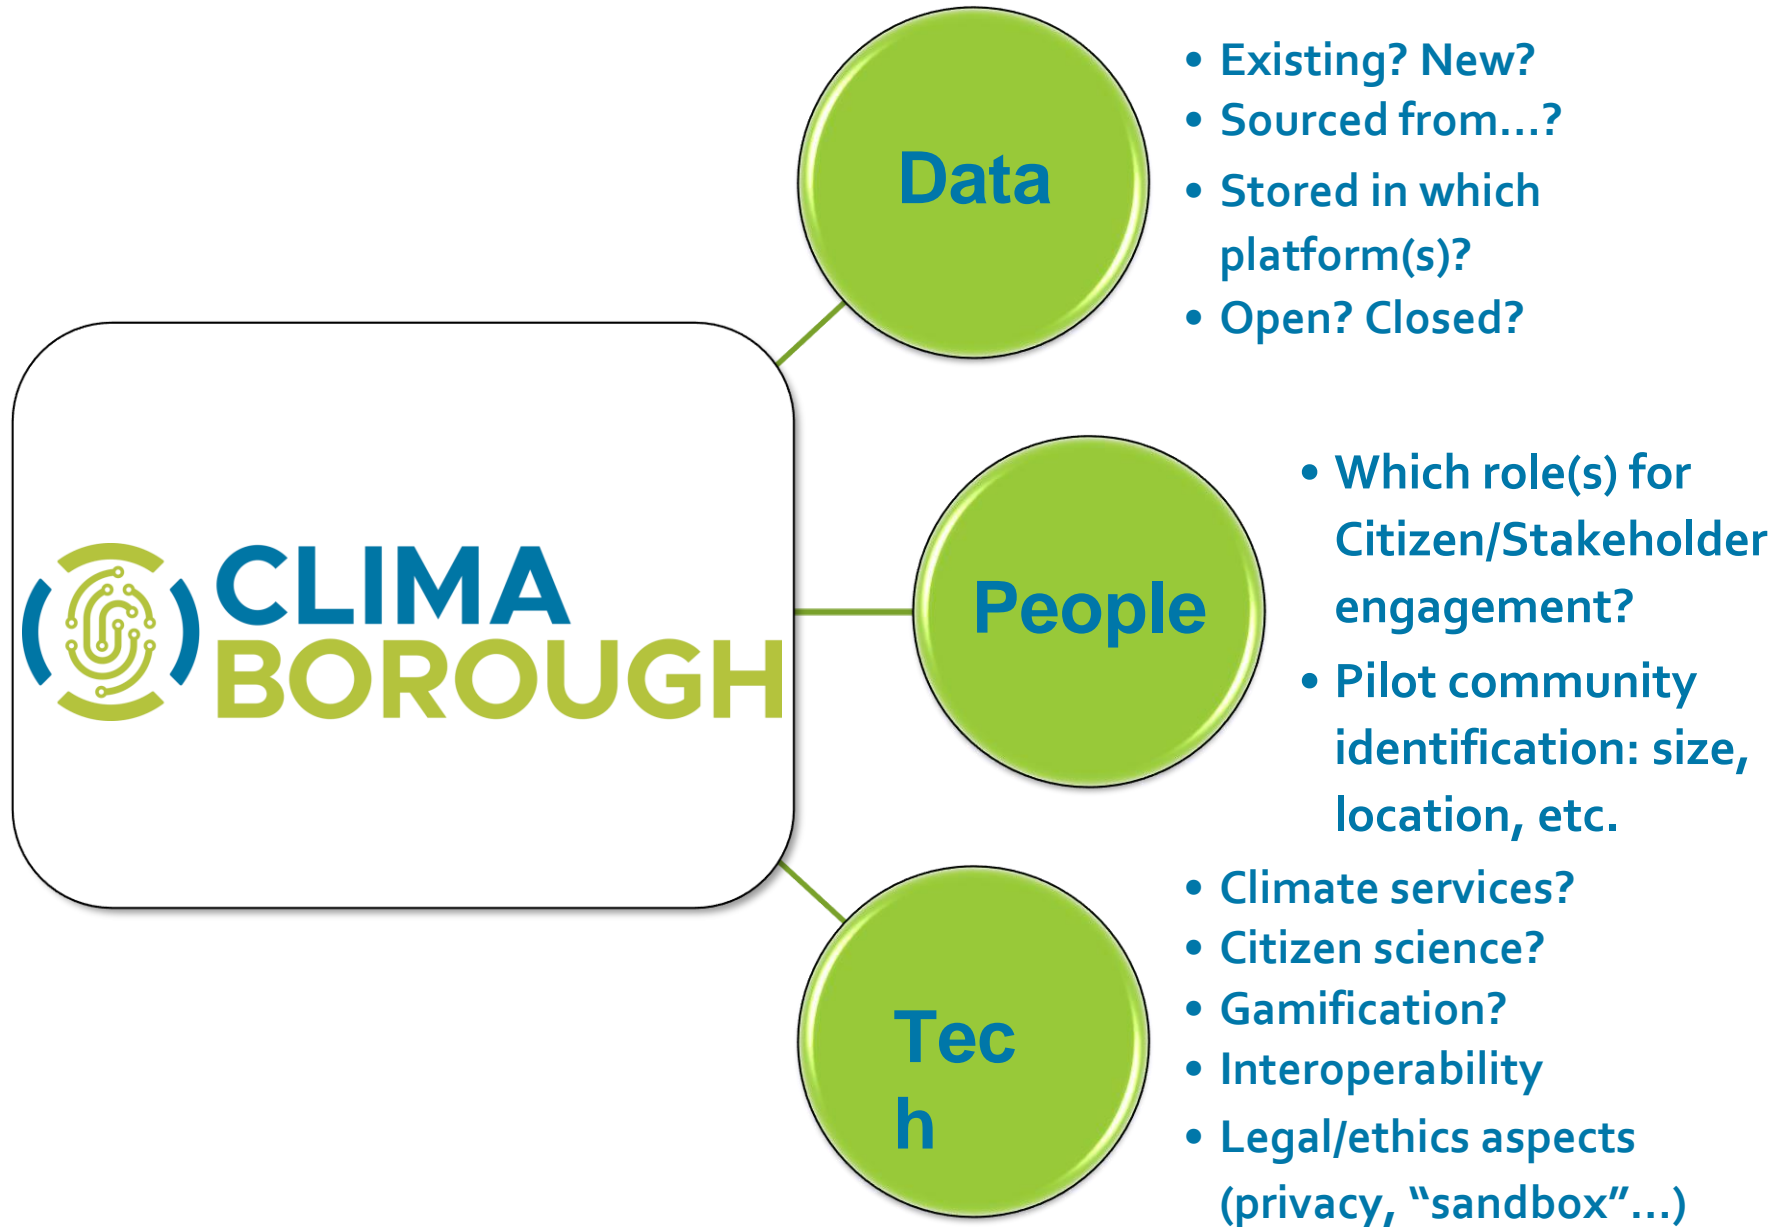 CLIMA
BOROUGH
Data
• Existing? New?
• Sourced from...?
• Stored in which
platform(s)?
• Open? Closed?
People
• Which role(s) for
Citizen/Stakeholder
engagement?
• Pilot community
identification: size,
location, etc.
Tec
h
• Climate services?
• Citizen science?
• Gamification?
• Interoperability
• Legal/ethics aspects
(privacy, “sandbox”...)